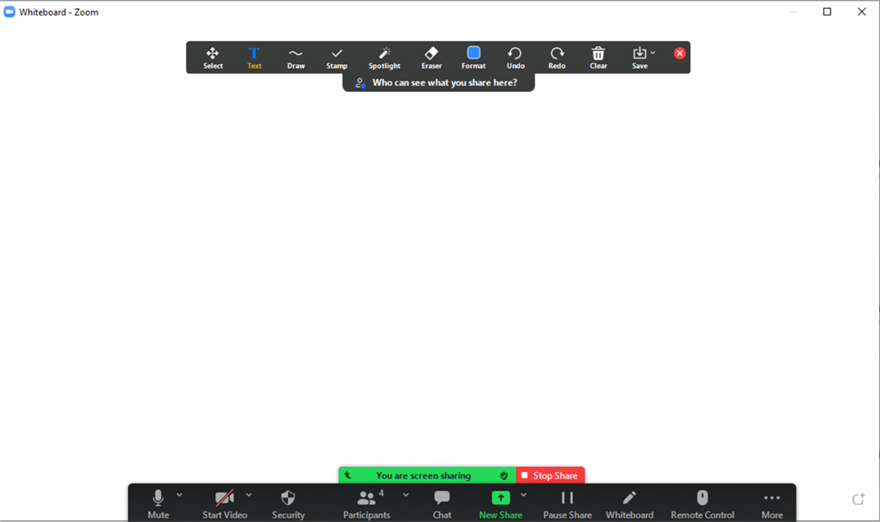 Whiteboard - Zoom
Select Text Draw Stamp Spotlight Eraser Format Undo Redo Clear Save
Who can see what you share here?
You are screen sharing Stop Share
4
Mute Start Video Security Participants Chat New Share Pause Share Whiteboard Remote Control More